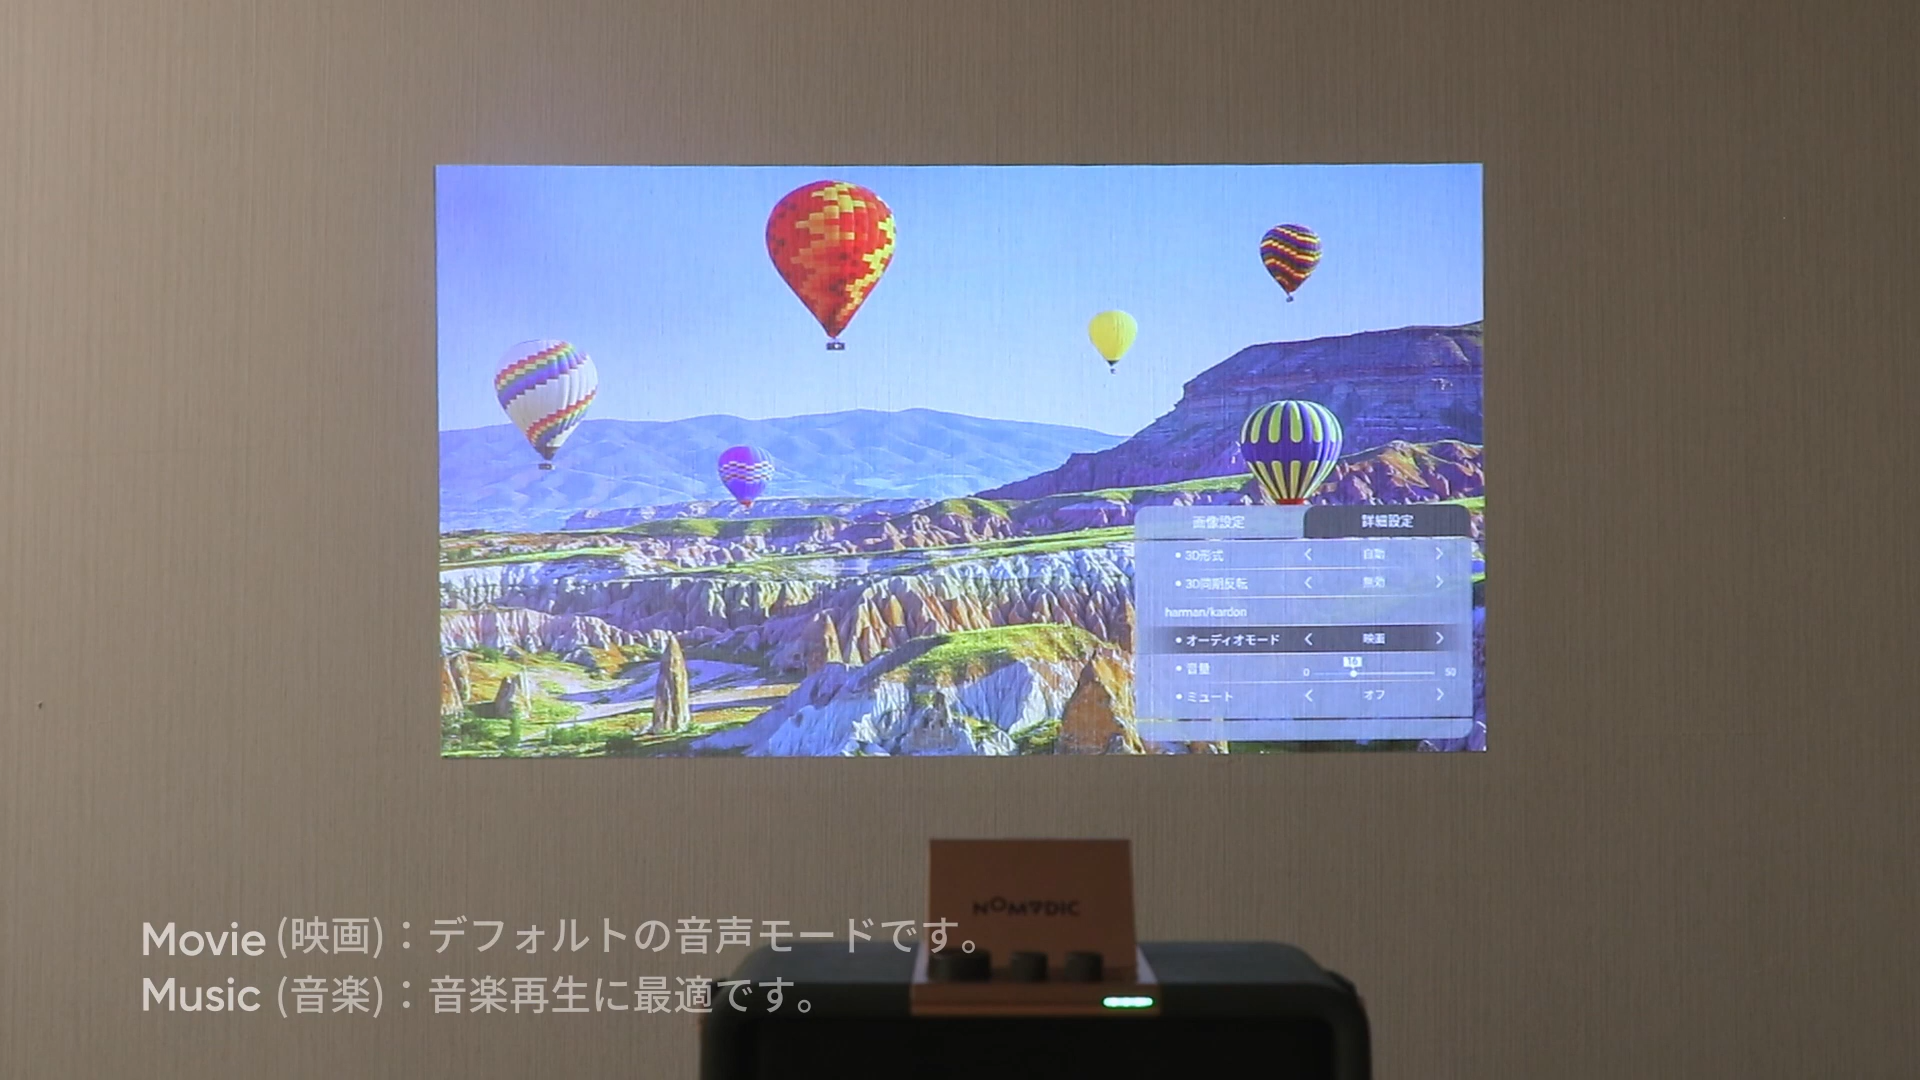 画像設定
詳細設定
• 3D形式 < 自動 >
• 3D同期反転 < 無効 >
harman/kardon
• オーディオモード < 映画 >
• 音量 0 16 50
• ミュート < オフ >
NOMADIC
Movie (映画)：デフォルトの音声モードです。
Music (音楽)：音楽再生に最適です。